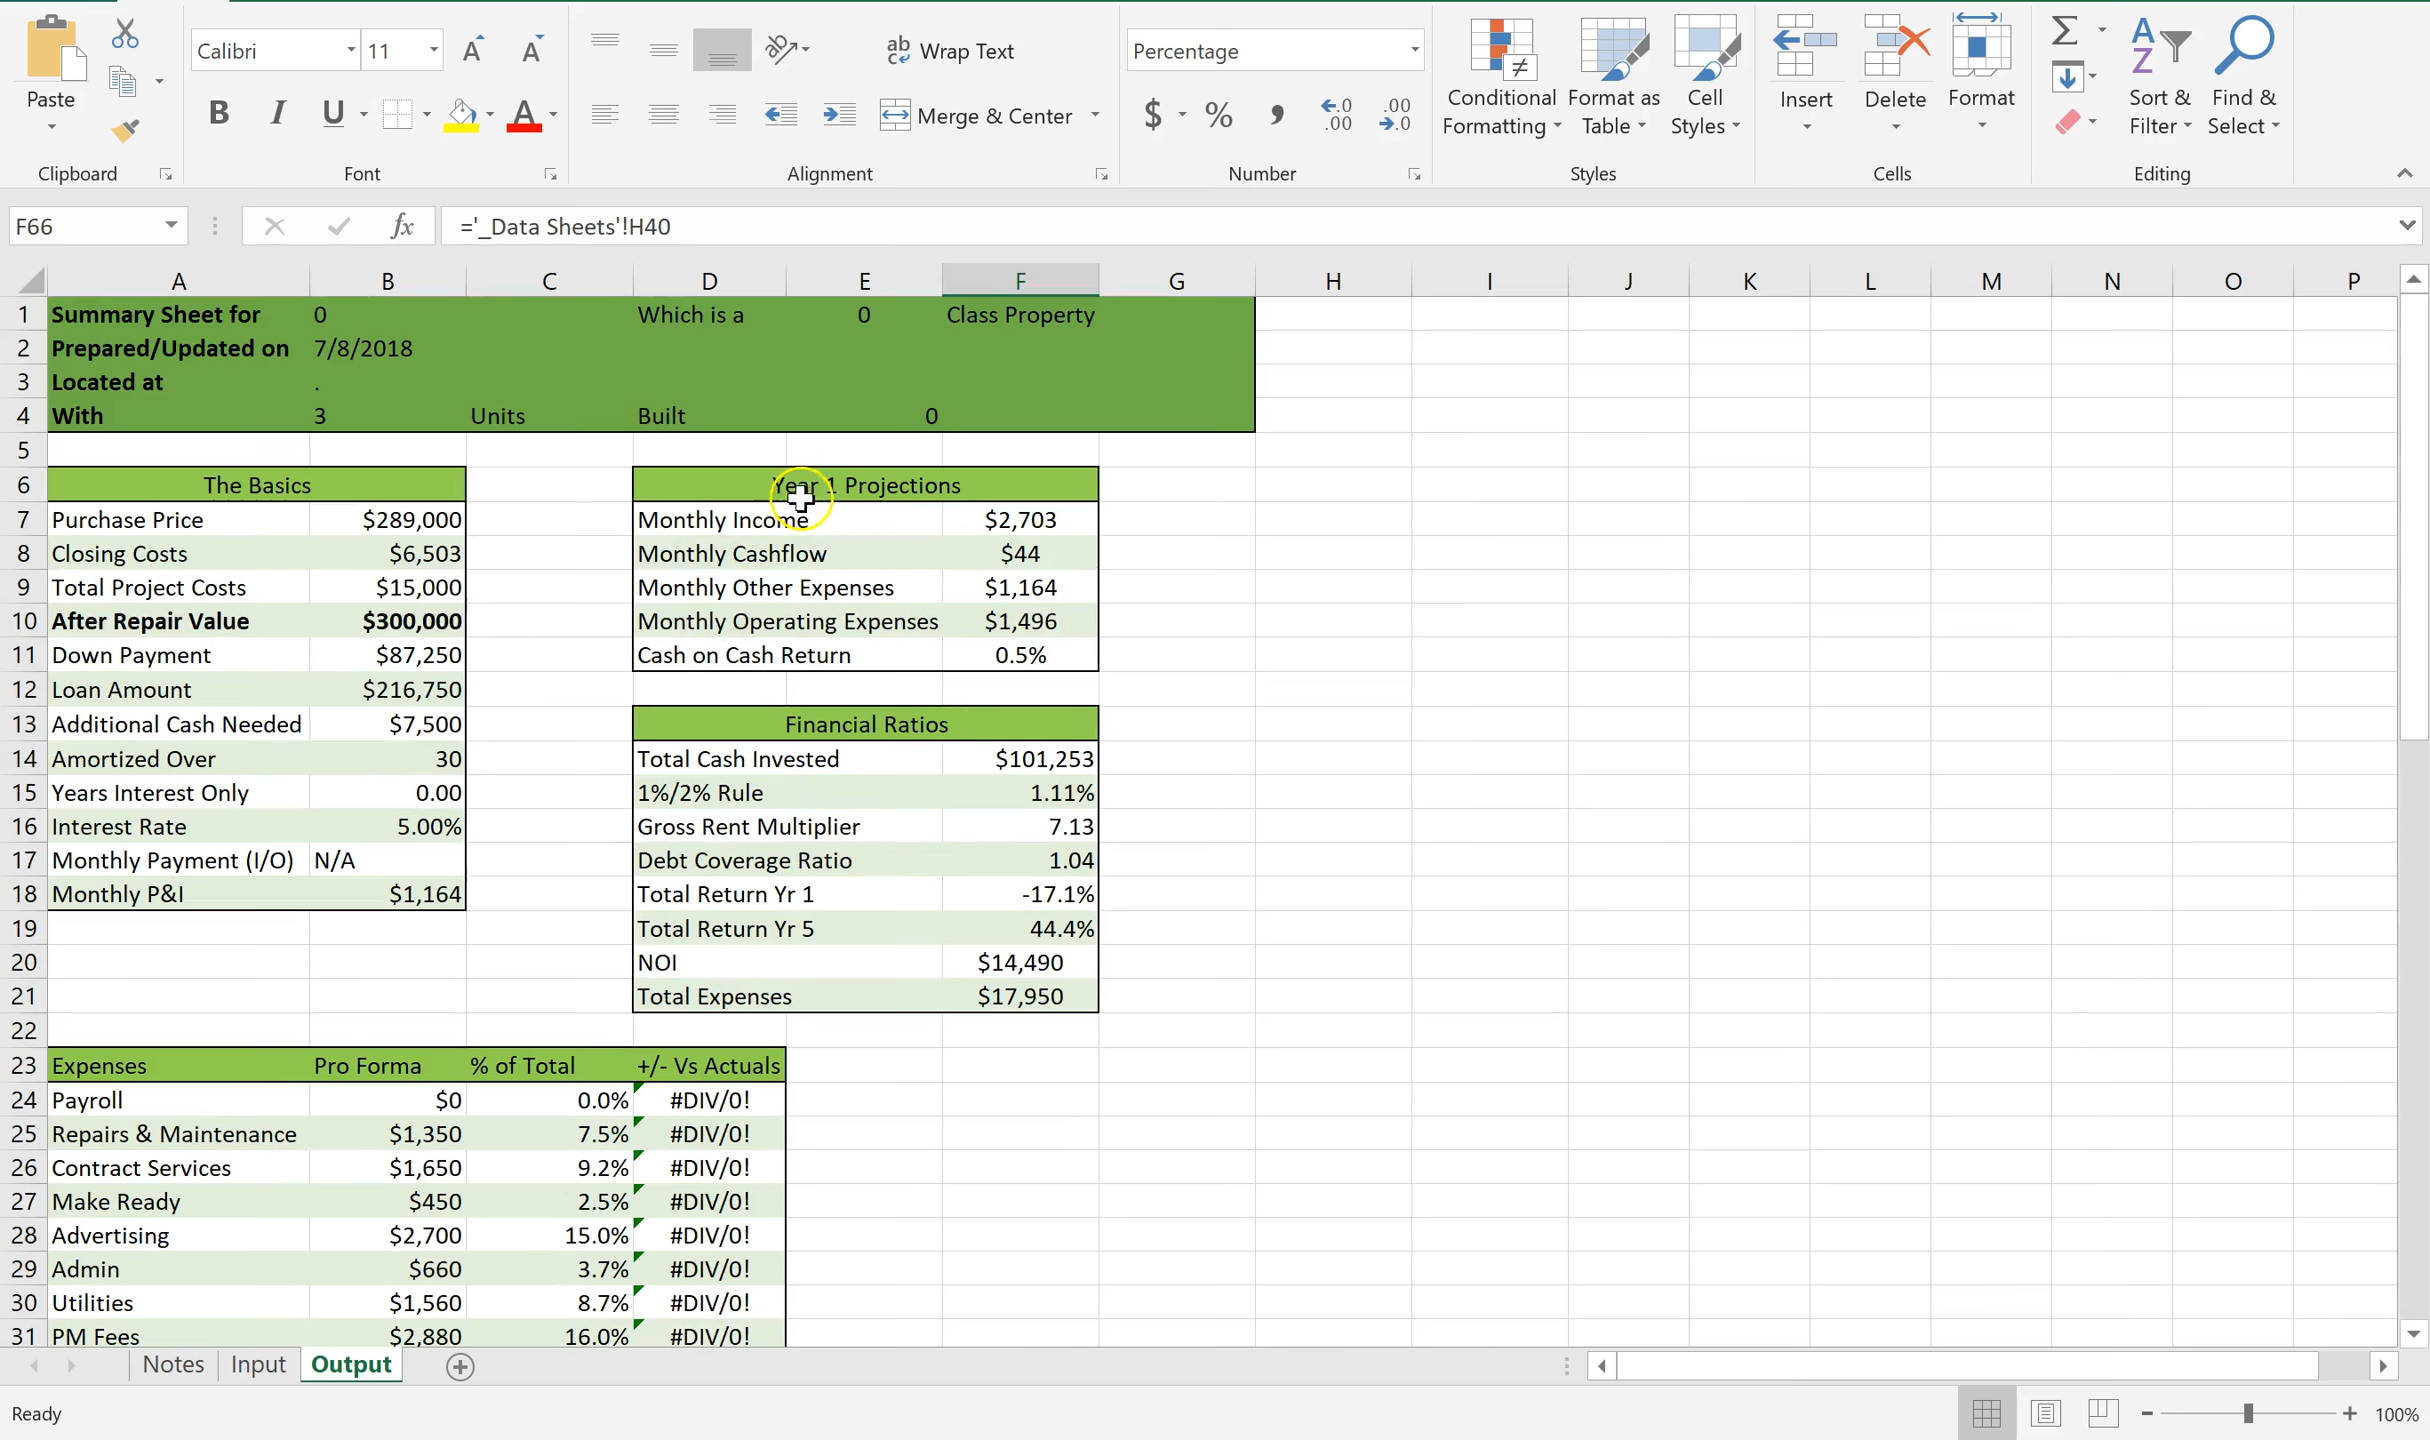 Paste
Clipboard
Calibri 11
B I U A
Font
Wrap Text
Merge & Center
Alignment
Percentage
$ % ,
Number
Conditional Formatting
Format as Table
Cell Styles
Styles
Insert
Delete
Format
Cells
Sort & Filter
Find & Select
Editing
F66 fx ='_Data Sheets'!H40
A B C D E F G H I J K L M N O P
1 Summary Sheet for 0 Which is a 0 Class Property
2 Prepared/Updated on 7/8/2018
3 Located at .
4 With 3 Units Built 0
5
6 The Basics Year 1 Projections
7 Purchase Price $289,000 Monthly Income $2,703
8 Closing Costs $6,503 Monthly Cashflow $44
9 Total Project Costs $15,000 Monthly Other Expenses $1,164
10 After Repair Value $300,000 Monthly Operating Expenses $1,496
11 Down Payment $87,250 Cash on Cash Return 0.5%
12 Loan Amount $216,750
13 Additional Cash Needed $7,500 Financial Ratios
14 Amortized Over 30 Total Cash Invested $101,253
15 Years Interest Only 0.00 1%/2% Rule 1.11%
16 Interest Rate 5.00% Gross Rent Multiplier 7.13
17 Monthly Payment (I/O) N/A Debt Coverage Ratio 1.04
18 Monthly P&I $1,164 Total Return Yr 1 -17.1%
19 Total Return Yr 5 44.4%
20 NOI $14,490
21 Total Expenses $17,950
22
23 Expenses Pro Forma % of Total +/- Vs Actuals
24 Payroll $0 0.0% #DIV/0!
25 Repairs & Maintenance $1,350 7.5% #DIV/0!
26 Contract Services $1,650 9.2% #DIV/0!
27 Make Ready $450 2.5% #DIV/0!
28 Advertising $2,700 15.0% #DIV/0!
29 Admin $660 3.7% #DIV/0!
30 Utilities $1,560 8.7% #DIV/0!
31 PM Fees $2,880 16.0% #DIV/0!
Notes Input Output
Ready 100%